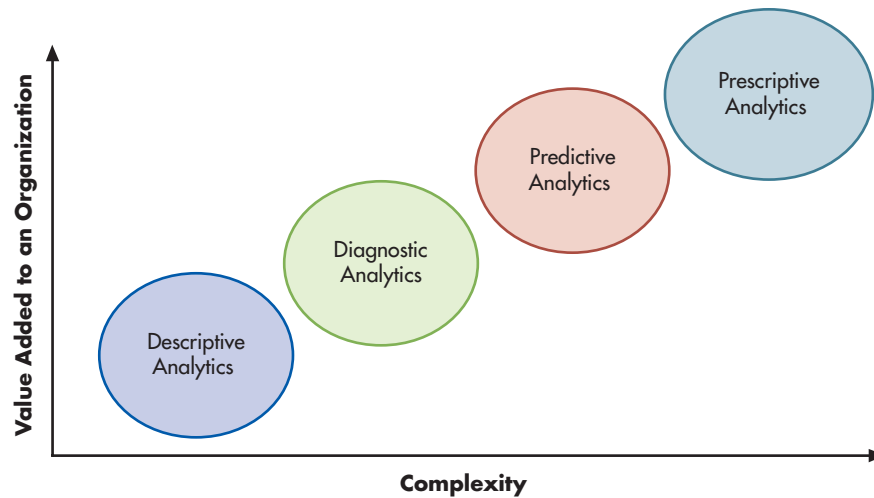 Value Added to an Organization
Prescriptive
Analytics
Predictive
Analytics
Diagnostic
Analytics
Descriptive
Analytics
Complexity